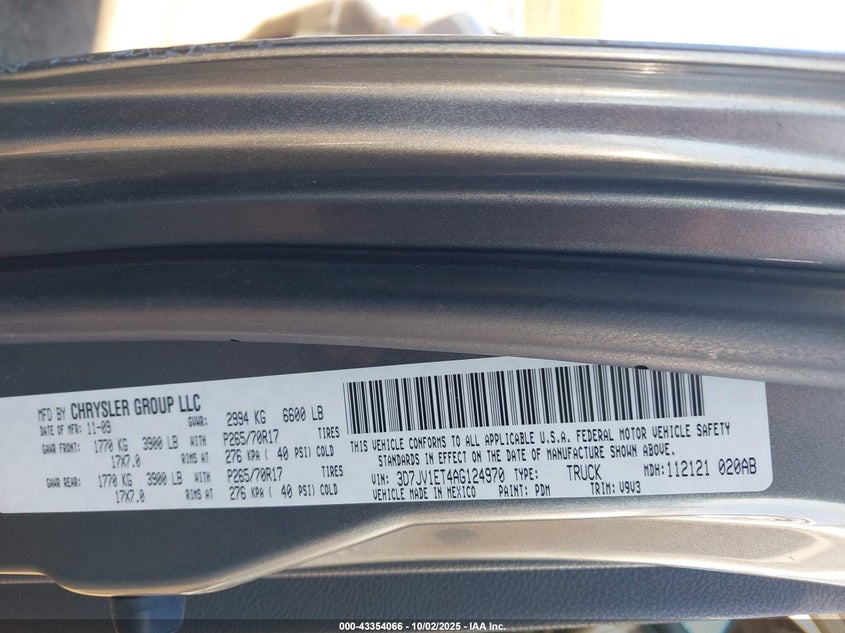 MFD BY CHRYSLER GROUP LLC
DATE OF MFR: 11-09 GVWR: 2994 KG 6600 LB
GAWR FRONT: 1770 KG 3900 LB WITH P265/70R17 TIRES
17X7.0 RIMS AT 276 KPA ( 40 PSI) COLD
GAWR REAR: 1770 KG 3900 LB WITH P265/70R17 TIRES
17X7.0 RIMS AT 276 KPA ( 40 PSI) COLD
THIS VEHICLE CONFORMS TO ALL APPLICABLE U.S.A. FEDERAL MOTOR VEHICLE SAFETY
STANDARDS IN EFFECT ON THE DATE OF MANUFACTURE SHOWN ABOVE.
VIN: 3D7JV1ET4AG124970 TYPE: TRUCK MDH: 112121 020AB
VEHICLE MADE IN MEXICO PAINT: PDM TRIM: V9V3
000-43354066 - 10/02/2025 - IAA Inc.